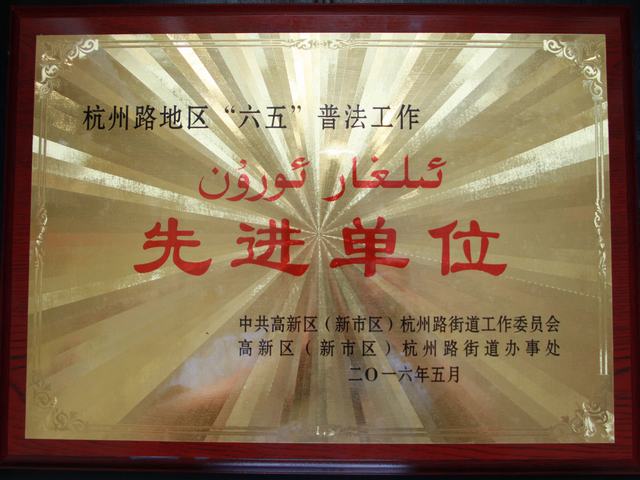 杭州路地区“六五”普法工作
ئىلغار ئورۇن
先进单位
中共高新区（新市区）杭州路街道工作委员会
高新区（新市区）杭州路街道办事处
二〇一六年五月